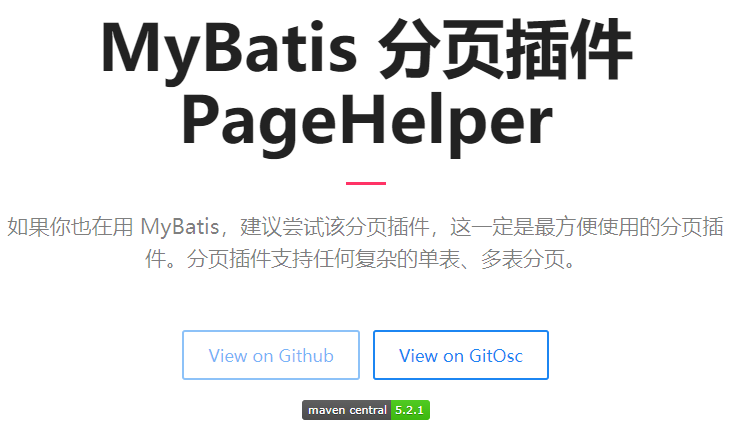 MyBatis 分页插件
PageHelper
如果你也在用 MyBatis，建议尝试该分页插件，这一定是最方便使用的分页插
件。分页插件支持任何复杂的单表、多表分页。
View on Github
View on GitOsc
maven central 5.2.1